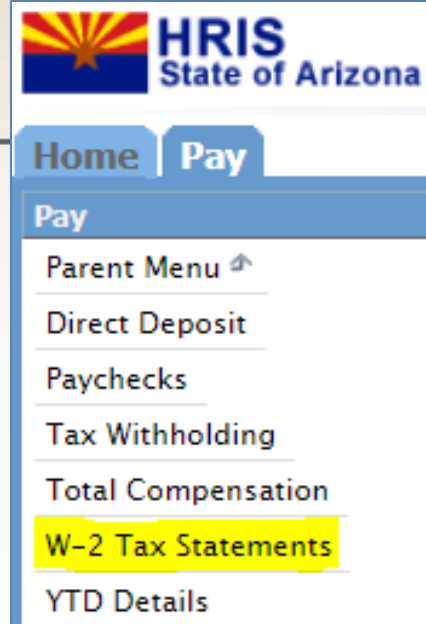 HRIS
State of Arizona
Home Pay
Pay
Parent Menu
Direct Deposit
Paychecks
Tax Withholding
Total Compensation
W-2 Tax Statements
YTD Details